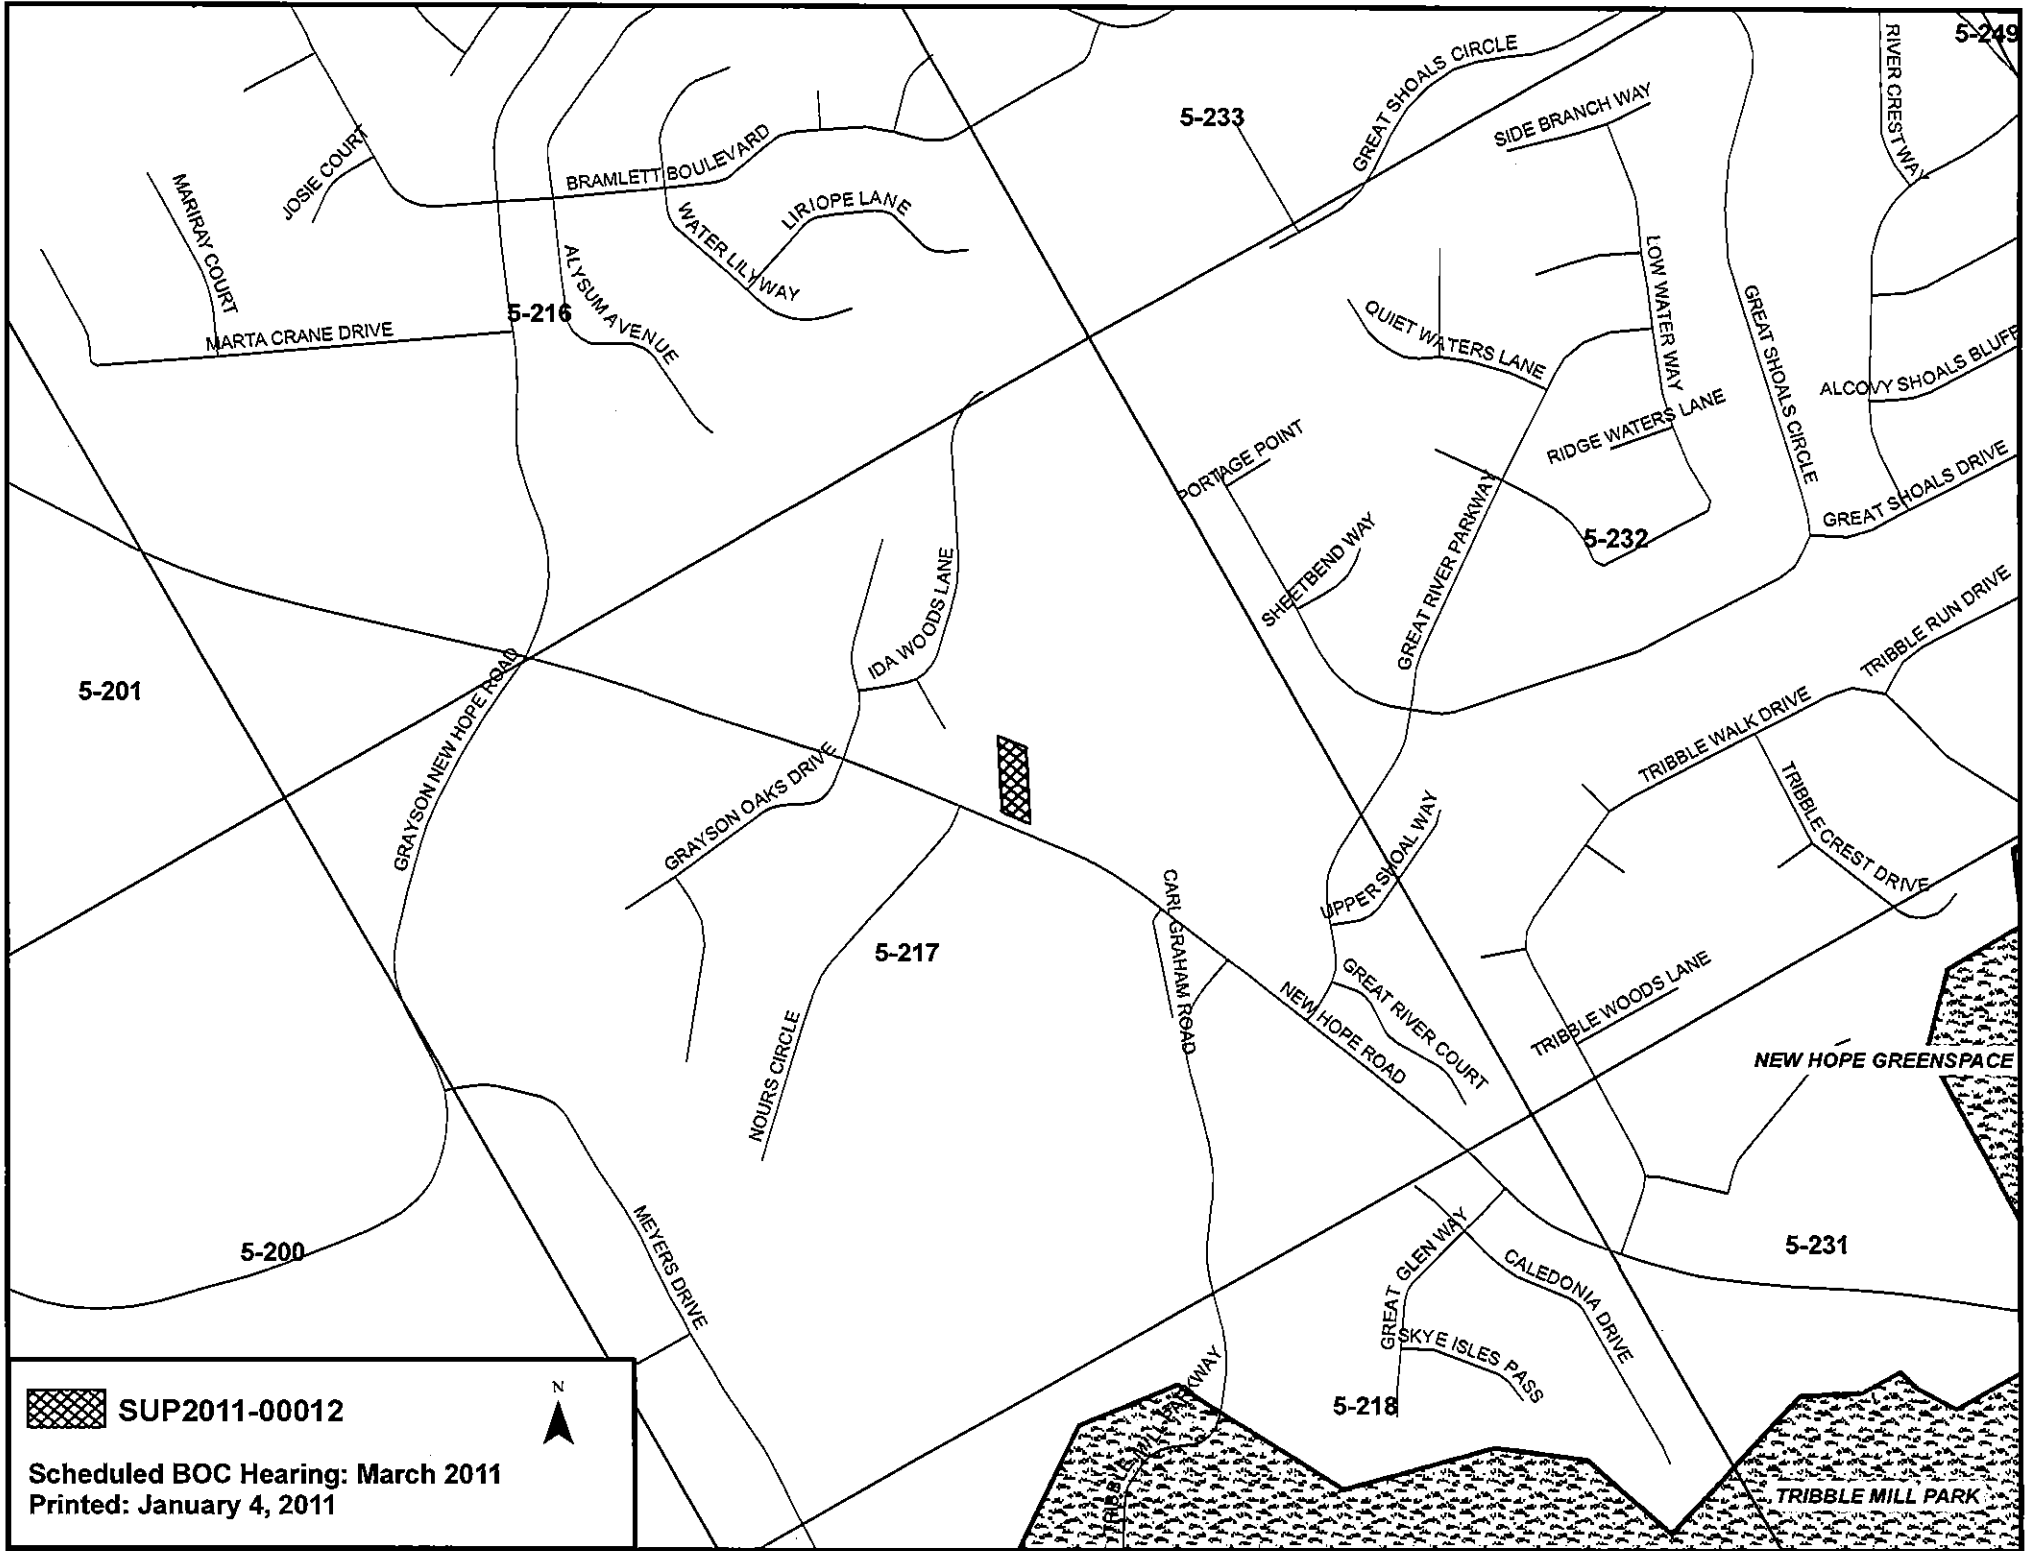 5-249
RIVER CREST WAY
GREAT SHOALS CIRCLE
5-233
SIDE BRANCH WAY
JOSIE COURT
BRAMLETT BOULEVARD
MARIRAY COURT
LIRIOPE LANE
WATER LILY WAY
ALYSUM AVENUE
5-216
MARTA CRANE DRIVE
LOW WATER WAY
QUIET WATERS LANE
GREAT SHOALS CIRCLE
ALCOVY SHOALS BLUFF
RIDGE WATERS LANE
PORTAGE POINT
GREAT SHOALS DRIVE
GREAT RIVER PARKWAY
5-232
SHEETBEND WAY
IDA WOODS LANE
TRIBBLE RUN DRIVE
5-201
GRAYSON NEW HOPE ROAD
TRIBBLE WALK DRIVE
GRAYSON OAKS DRIVE
TRIBBLE CREST DRIVE
UPPER SHOAL WAY
CARL GRAHAM ROAD
5-217
NOURS CIRCLE
GREAT RIVER COURT
NEW HOPE ROAD
TRIBBLE WOODS LANE
NEW HOPE GREENSPACE
5-200
MEYERS DRIVE
GREAT GLEN WAY
CALEDONIA DRIVE
5-231
SKYE ISLES PASS
5-218
TRIBBLE MILL PARKWAY
TRIBBLE MILL PARK
SUP2011-00012
N
Scheduled BOC Hearing: March 2011
Printed: January 4, 2011